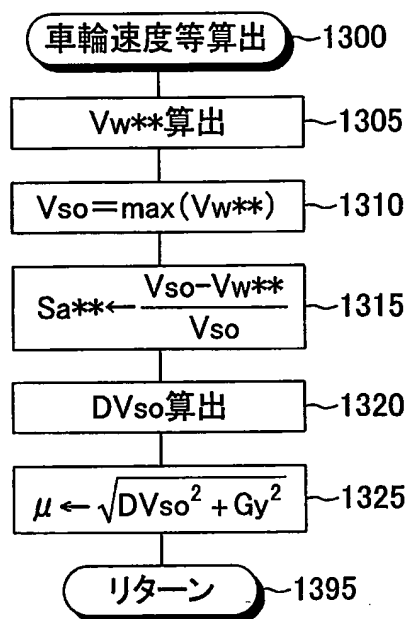 車輪速度等算出 1300
Vw**算出 1305
Vso=max(Vw**) 1310
Sa**←(Vso-Vw**)/Vso 1315
DVso算出 1320
μ←√(DVso²+Gy²) 1325
リターン 1395